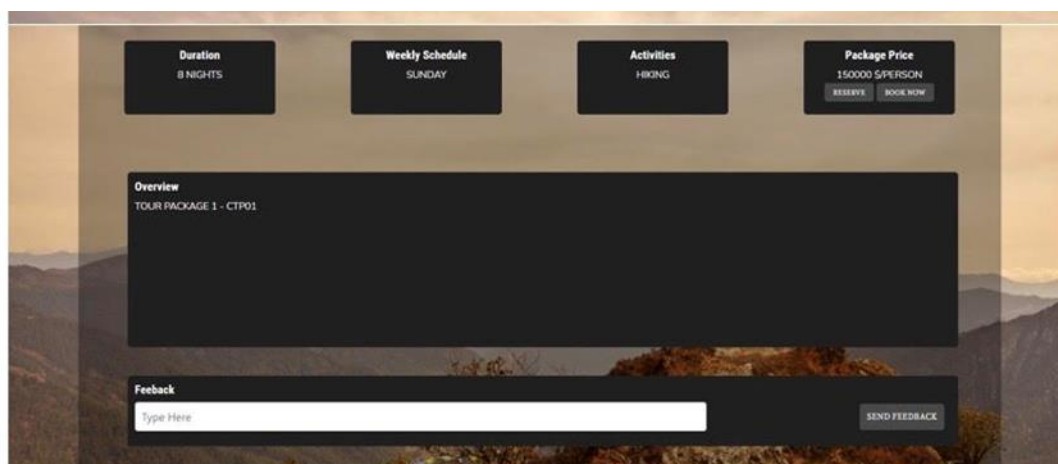 Duration
8 NIGHTS
Weekly Schedule
SUNDAY
Activities
HIKING
Package Price
150000 $/PERSON
RESERVE BOOK NOW
Overview
TOUR PACKAGE 1 - CTP01
Feeback
Type Here
SEND FEEDBACK